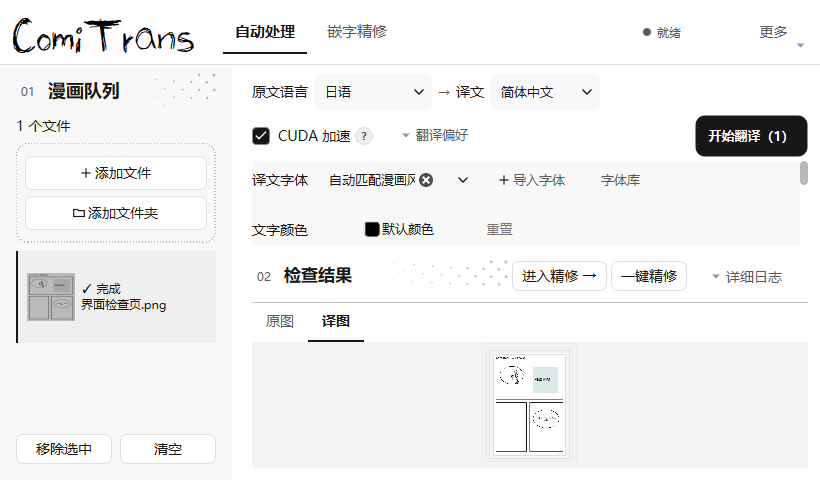 ComiTrans
自动处理
嵌字精修
就绪
更多
01 漫画队列
1 个文件
添加文件
添加文件夹
✓ 完成
界面检查页.png
移除选中
清空
原文语言 日语 → 译文 简体中文
CUDA 加速 ?
翻译偏好
开始翻译（1）
译文字体 自动匹配漫画风
+ 导入字体
字体库
文字颜色 默认颜色 重置
02 检查结果
进入精修 →
一键精修
详细日志
原图
译图